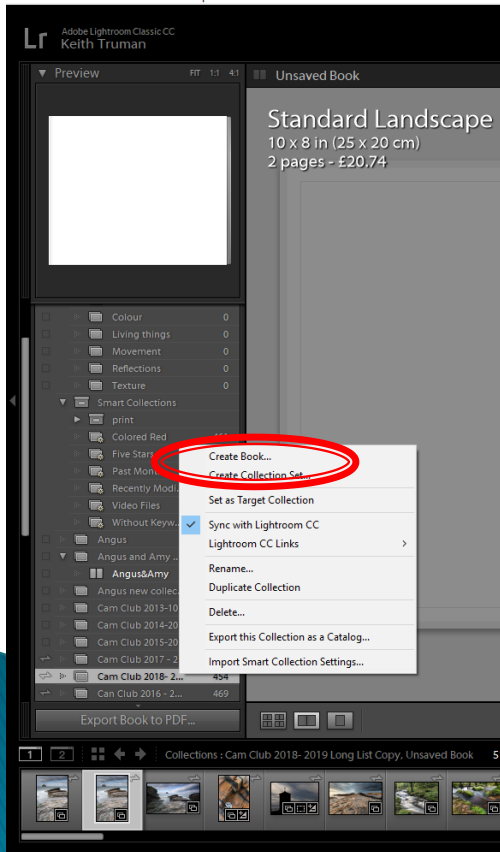 Lr
Adobe Lightroom Classic CC
Keith Truman
Preview FIT 1:1 4:1
Unsaved Book
Standard Landscape
10 x 8 in (25 x 20 cm)
2 pages - £20.74
Colour 0
Living things 0
Movement 0
Reflections 0
Texture 0
Smart Collections
print
Colored Red
Five Stars
Past Mon
Recently Modi...
Video Files
Without Keyw...
Angus
Angus and Amy ...
Angus&Amy
Angus new collec...
Cam Club 2013-10
Cam Club 2014-20
Cam Club 2015-20
Cam Club 2017 - 2
Cam Club 2018- 2... 454
Can Club 2016 - 2... 469
Create Book...
Create Collection Set...
Set as Target Collection
Sync with Lightroom CC
Lightroom CC Links
Rename...
Duplicate Collection
Delete...
Export this Collection as a Catalog...
Import Smart Collection Settings...
Export Book to PDF...
1 2 Collections : Cam Club 2018- 2019 Long List Copy, Unsaved Book 5